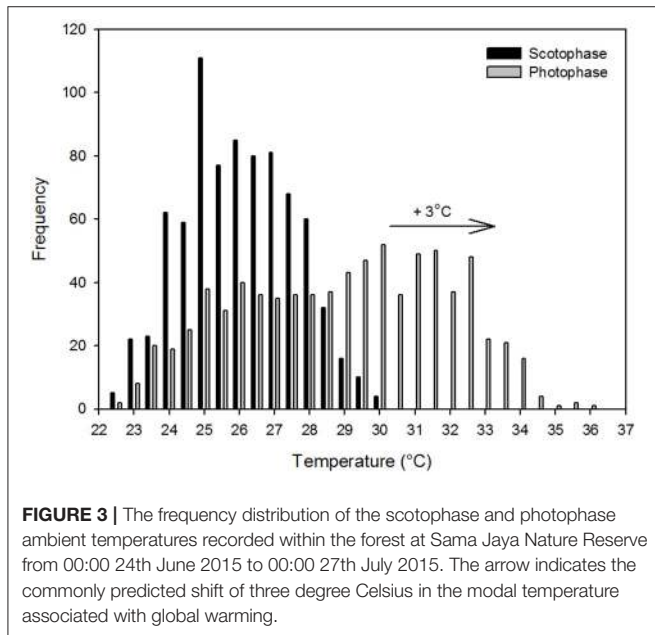 120
100
80
60
40
20
0
Frequency
Scotophase
Photophase
+ 3°C
22 23 24 25 26 27 28 29 30 31 32 33 34 35 36 37
Temperature (°C)
FIGURE 3 | The frequency distribution of the scotophase and photophase
ambient temperatures recorded within the forest at Sama Jaya Nature Reserve
from 00:00 24th June 2015 to 00:00 27th July 2015. The arrow indicates the
commonly predicted shift of three degree Celsius in the modal temperature
associated with global warming.